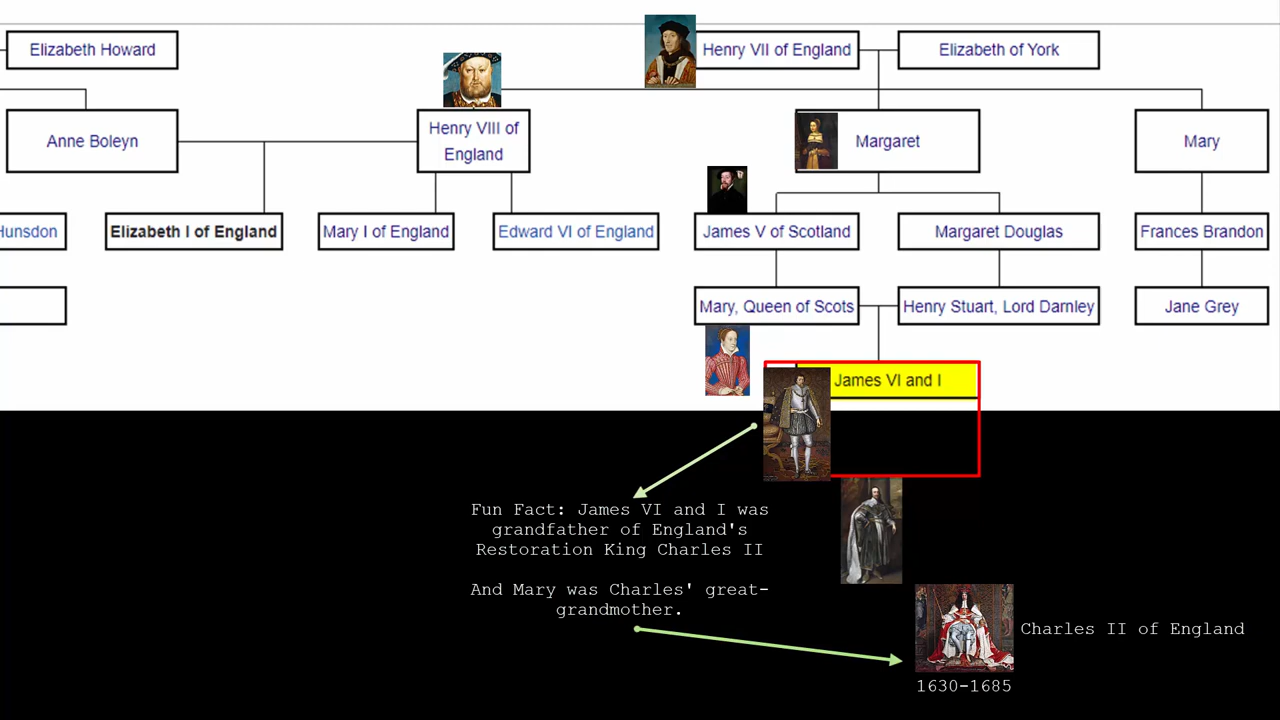 Elizabeth Howard
Henry VII of England
Elizabeth of York
Anne Boleyn
Henry VIII of
England
Margaret
Mary
Hunsdon
Elizabeth I of England
Mary I of England
Edward VI of England
James V of Scotland
Margaret Douglas
Frances Brandon
Mary, Queen of Scots
Henry Stuart, Lord Darnley
Jane Grey
James VI and I
Fun Fact: James VI and I was
grandfather of England's
Restoration King Charles II
And Mary was Charles' great-
grandmother.
Charles II of England
1630-1685